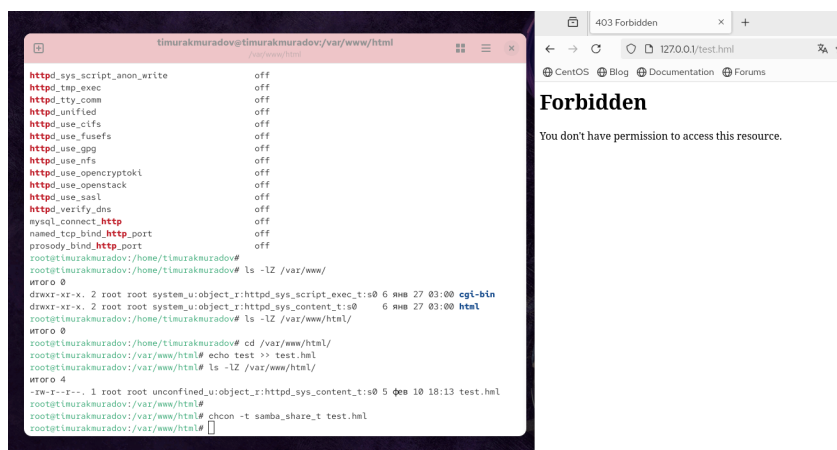 timurakmuradov@timurakmuradov:/var/www/html
/var/www/html
httpd_sys_script_anon_write off
httpd_tmp_exec off
httpd_tty_comm off
httpd_unified off
httpd_use_cifs off
httpd_use_fusefs off
httpd_use_gpg off
httpd_use_nfs off
httpd_use_opencryptoki off
httpd_use_openstack off
httpd_use_sasl off
httpd_verify_dns off
mysql_connect_http off
named_tcp_bind_http_port off
prosody_bind_http_port off
root@timurakmuradov:/home/timurakmuradov#
root@timurakmuradov:/home/timurakmuradov# ls -lZ /var/www/
итого 0
drwxr-xr-x. 2 root root system_u:object_r:httpd_sys_script_exec_t:s0 6 янв 27 03:00 cgi-bin
drwxr-xr-x. 2 root root system_u:object_r:httpd_sys_content_t:s0 6 янв 27 03:00 html
root@timurakmuradov:/home/timurakmuradov# ls -lZ /var/www/html/
итого 0
root@timurakmuradov:/home/timurakmuradov# cd /var/www/html/
root@timurakmuradov:/var/www/html# echo test >> test.hml
root@timurakmuradov:/var/www/html# ls -lZ /var/www/html/
итого 4
-rw-r--r--. 1 root root unconfined_u:object_r:httpd_sys_content_t:s0 5 фев 10 18:13 test.hml
root@timurakmuradov:/var/www/html#
root@timurakmuradov:/var/www/html# chcon -t samba_share_t test.hml
root@timurakmuradov:/var/www/html#
403 Forbidden
127.0.0.1/test.hml
CentOS Blog Documentation Forums
Forbidden
You don't have permission to access this resource.